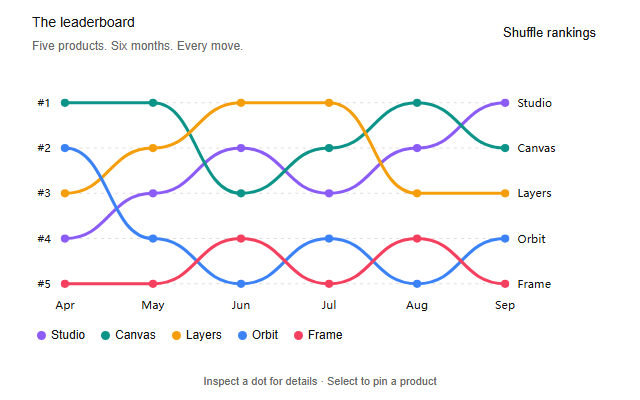 The leaderboard
Shuffle rankings
Five products. Six months. Every move.
#1
Studio
#2
Canvas
#3
Layers
#4
Orbit
#5
Frame
Apr May Jun Jul Aug Sep
Studio Canvas Layers Orbit Frame
Inspect a dot for details · Select to pin a product